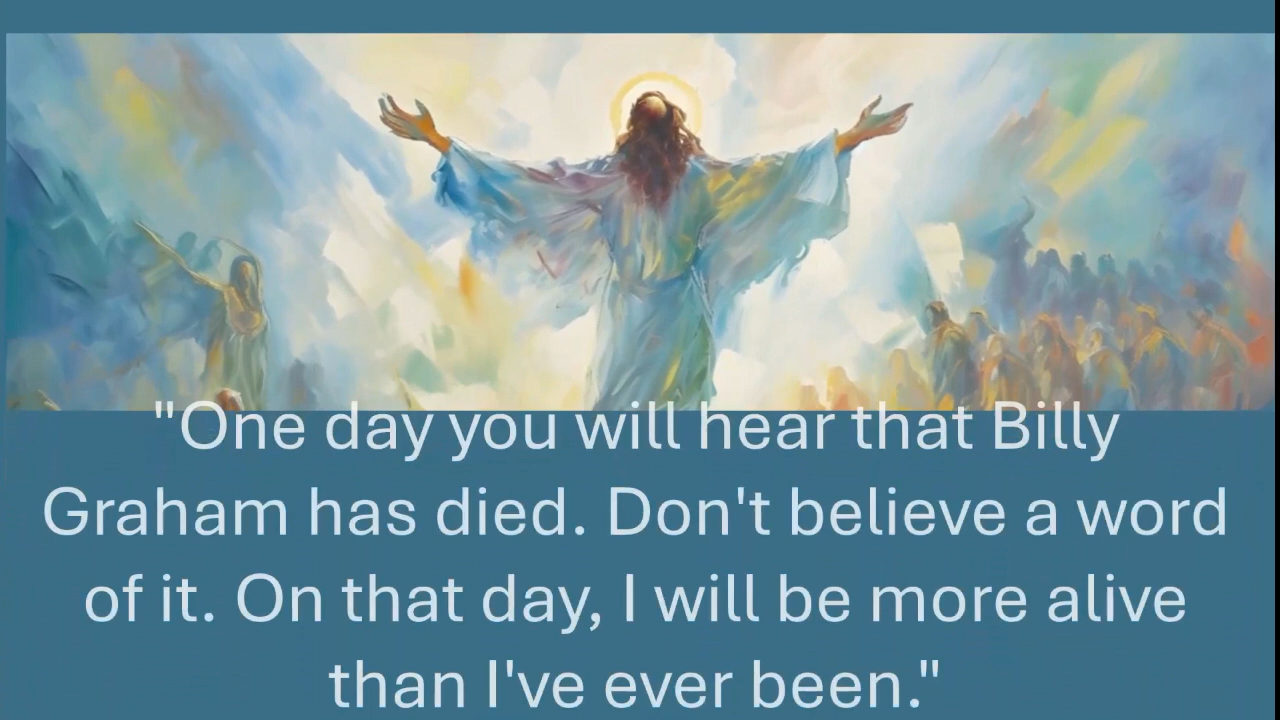 "One day you will hear that Billy
Graham has died. Don't believe a word
of it. On that day, I will be more alive
than I've ever been."